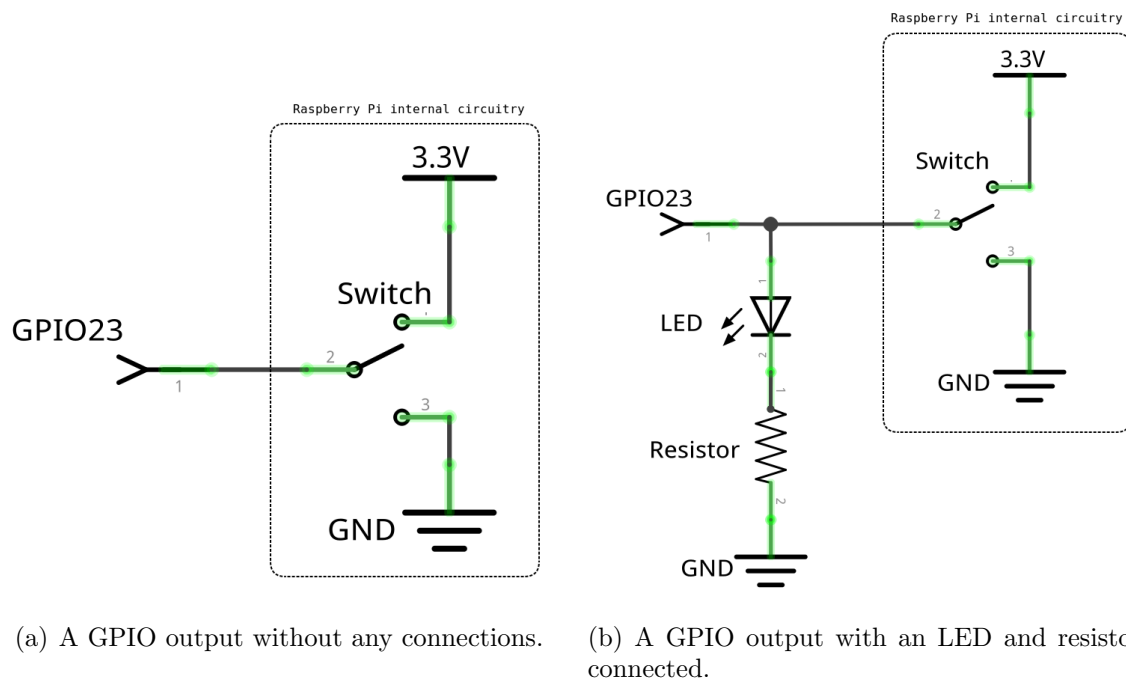 Raspberry Pi internal circuitry
3.3V
Switch
GPIO23
1
2
3
GND
(a) A GPIO output without any connections.
Raspberry Pi internal circuitry
3.3V
Switch
GPIO23
1
2
3
1
LED
2
1
Resistor
2
GND
GND
(b) A GPIO output with an LED and resisto
connected.